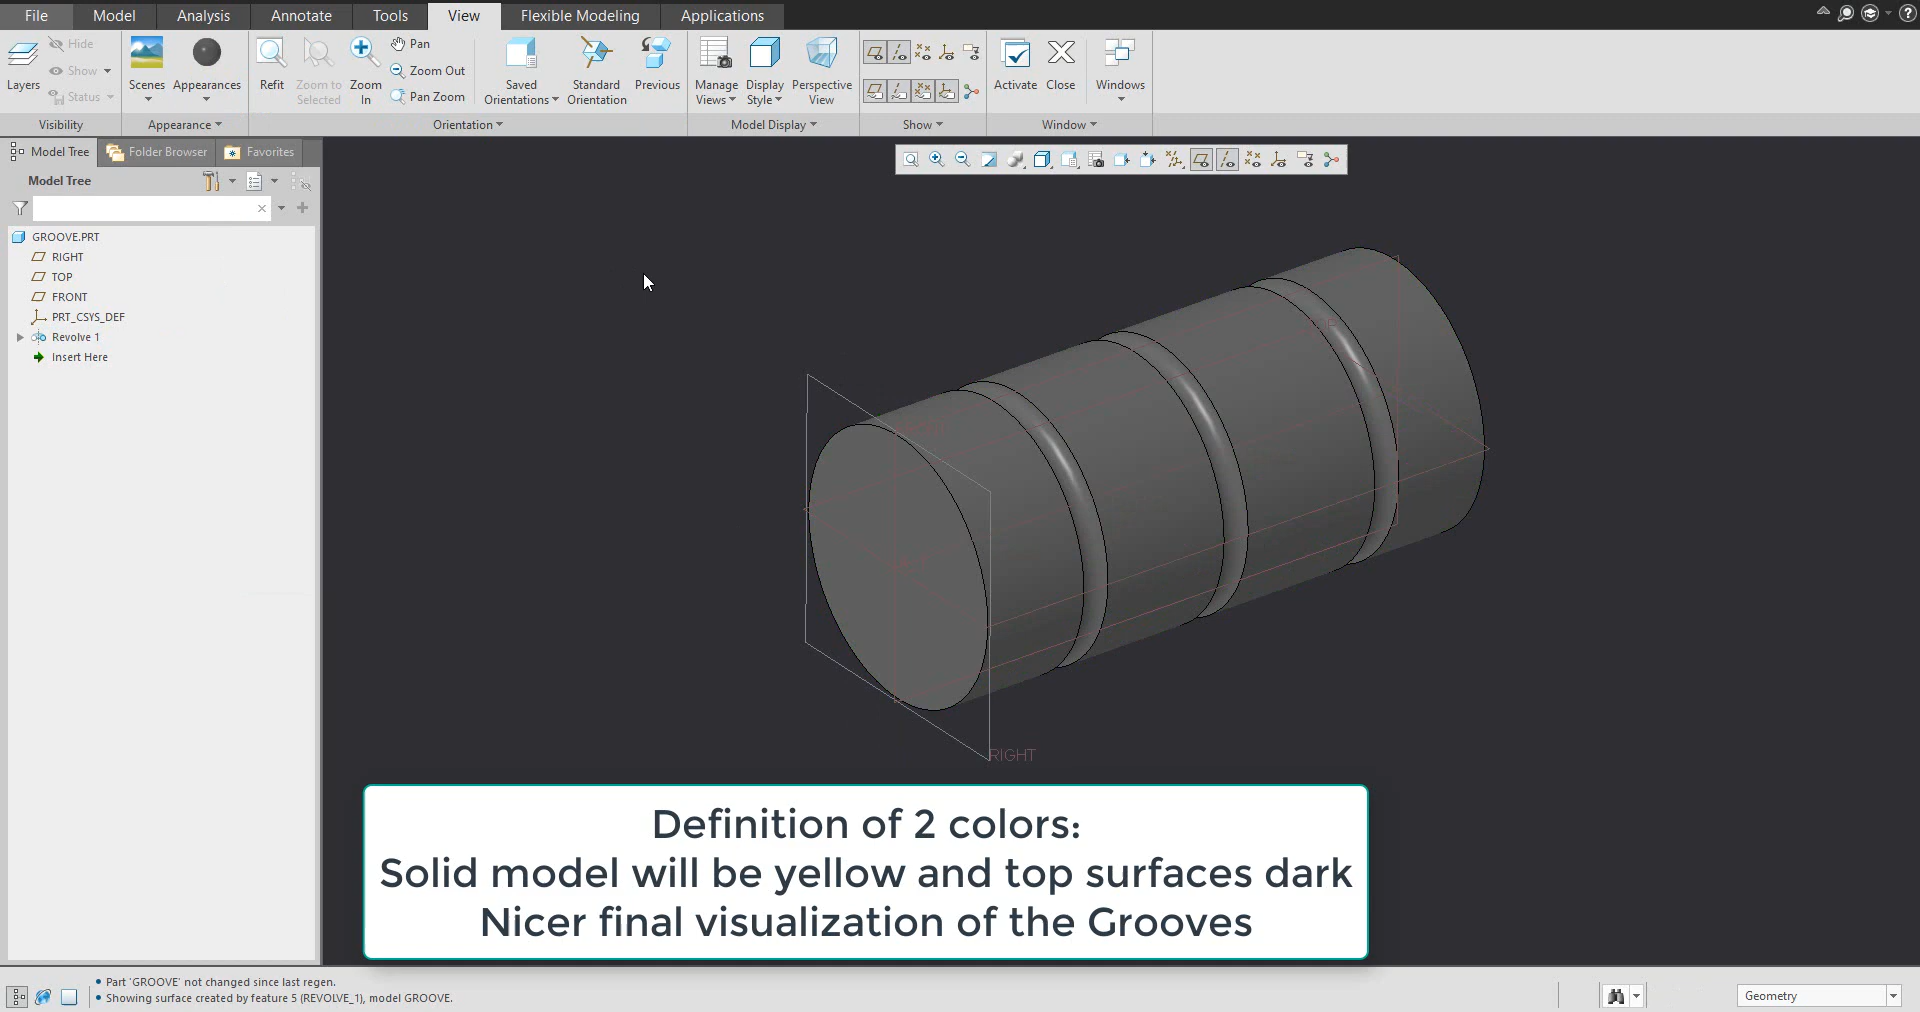 File Model Analysis Annotate Tools View Flexible Modeling Applications
Hide
Show
Status
Layers
Visibility
Scenes
Appearances
Appearance
Refit
Zoom to Selected
Zoom In
Pan
Zoom Out
Pan Zoom
Saved Orientations
Standard Orientation
Previous
Orientation
Manage Views
Display Style
Perspective View
Model Display
Show
Activate
Close
Windows
Window
Model Tree Folder Browser Favorites
Model Tree
GROOVE.PRT
RIGHT
TOP
FRONT
PRT_CSYS_DEF
Revolve 1
Insert Here
RIGHT
Definition of 2 colors:
Solid model will be yellow and top surfaces dark
Nicer final visualization of the Grooves
• Part 'GROOVE' not changed since last regen.
• Showing surface created by feature 5 (REVOLVE_1), model GROOVE.
Geometry